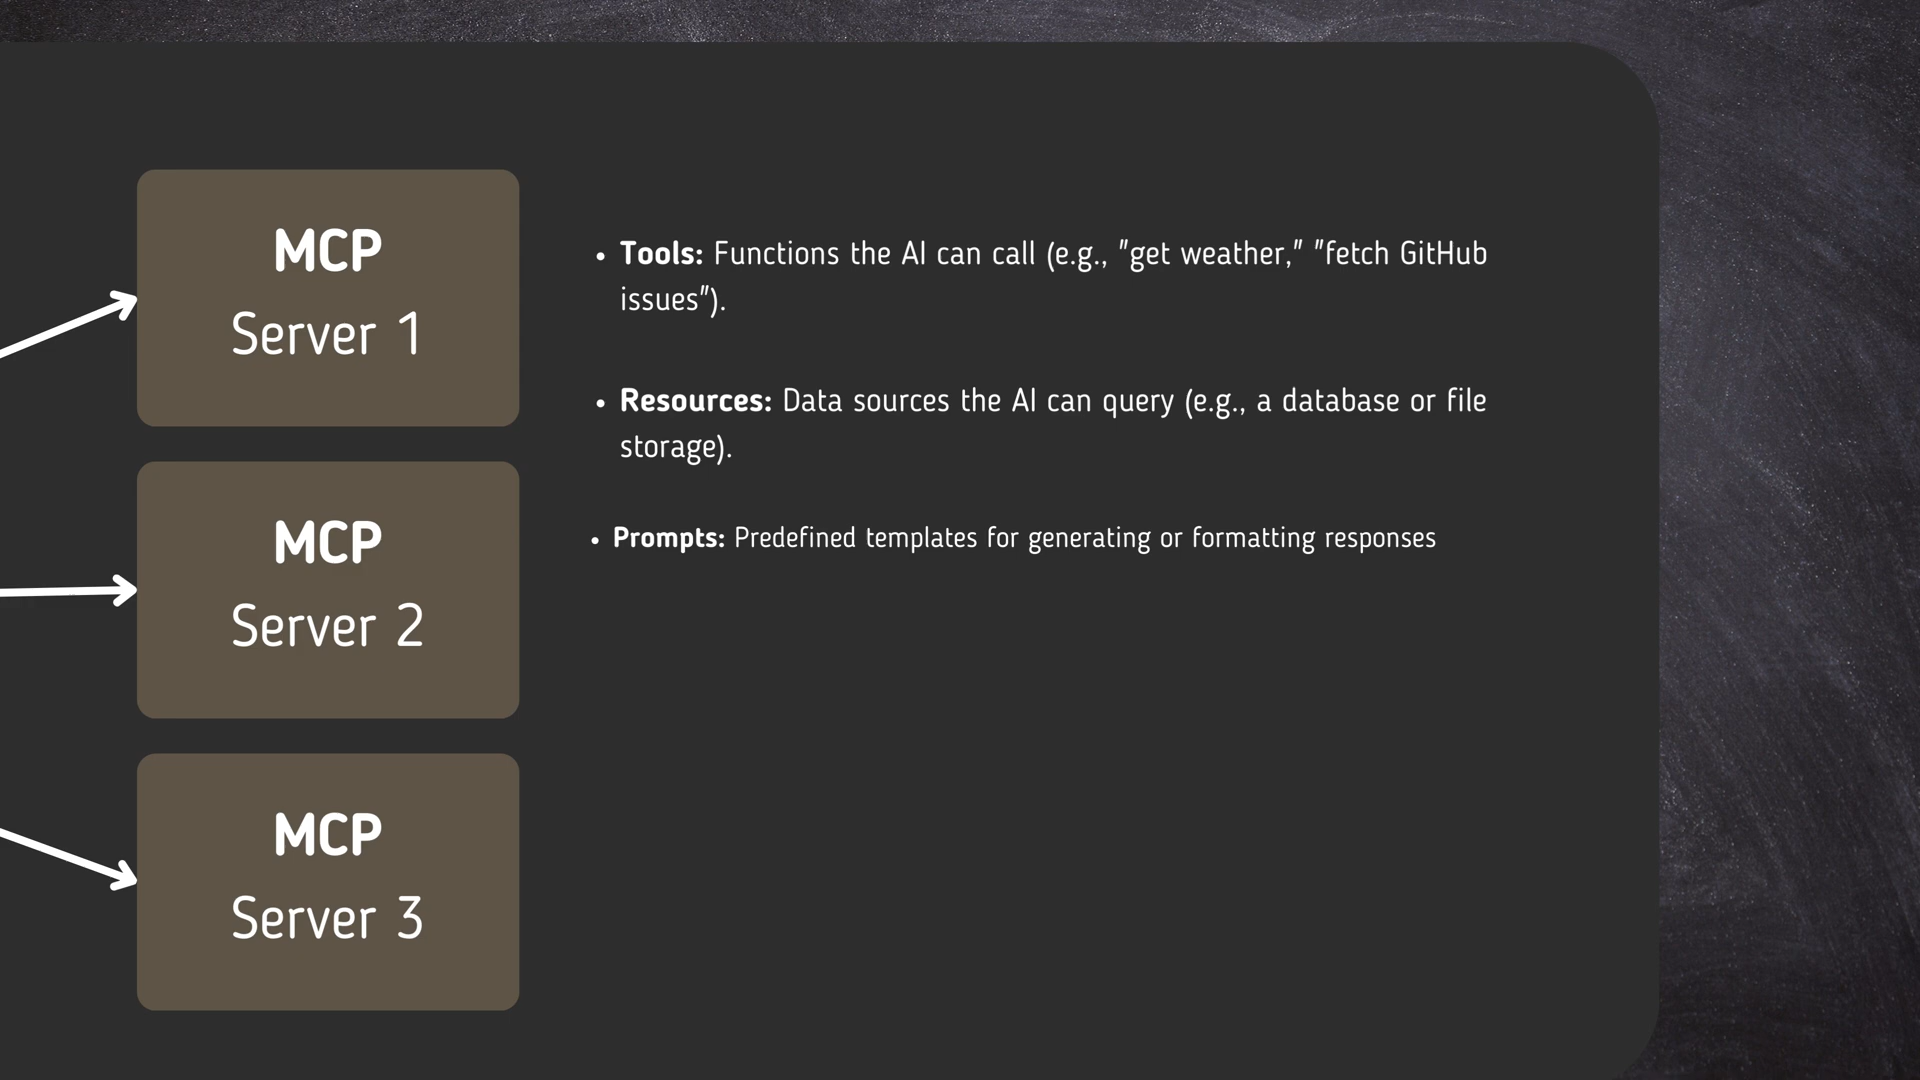 MCP
Server 1
• Tools: Functions the AI can call (e.g., "get weather," "fetch GitHub
issues").
• Resources: Data sources the AI can query (e.g., a database or file
storage).
MCP
Server 2
• Prompts: Predefined templates for generating or formatting responses
MCP
Server 3